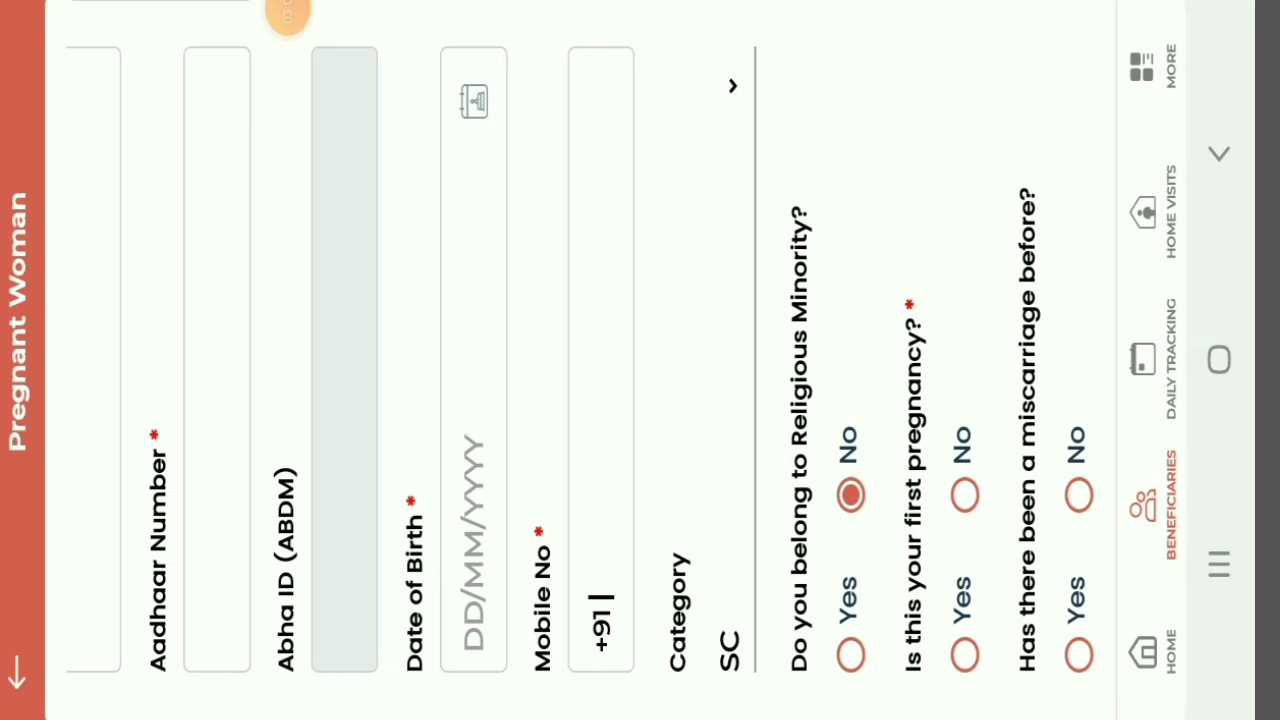 Pregnant Woman
Aadhaar Number *
Abha ID (ABDM)
Date of Birth *
DD/MM/YYYY
Mobile No *
+91
Category
SC
Do you belong to Religious Minority?
Yes No
Is this your first pregnancy? *
Yes No
Has there been a miscarriage before?
Yes No
HOME BENEFICIARIES DAILY TRACKING HOME VISITS MORE